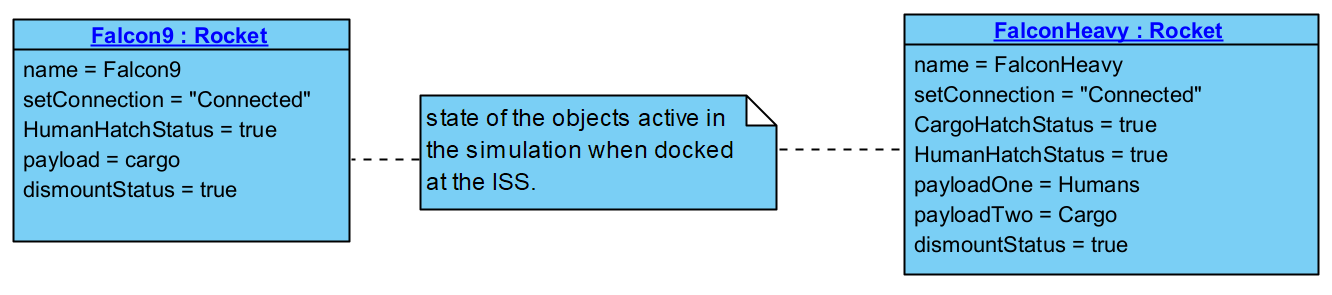 Falcon9 : Rocket
name = Falcon9
setConnection = "Connected"
HumanHatchStatus = true
payload = cargo
dismountStatus = true
state of the objects active in
the simulation when docked
at the ISS.
FalconHeavy : Rocket
name = FalconHeavy
setConnection = "Connected"
CargoHatchStatus = true
HumanHatchStatus = true
payloadOne = Humans
payloadTwo = Cargo
dismountStatus = true